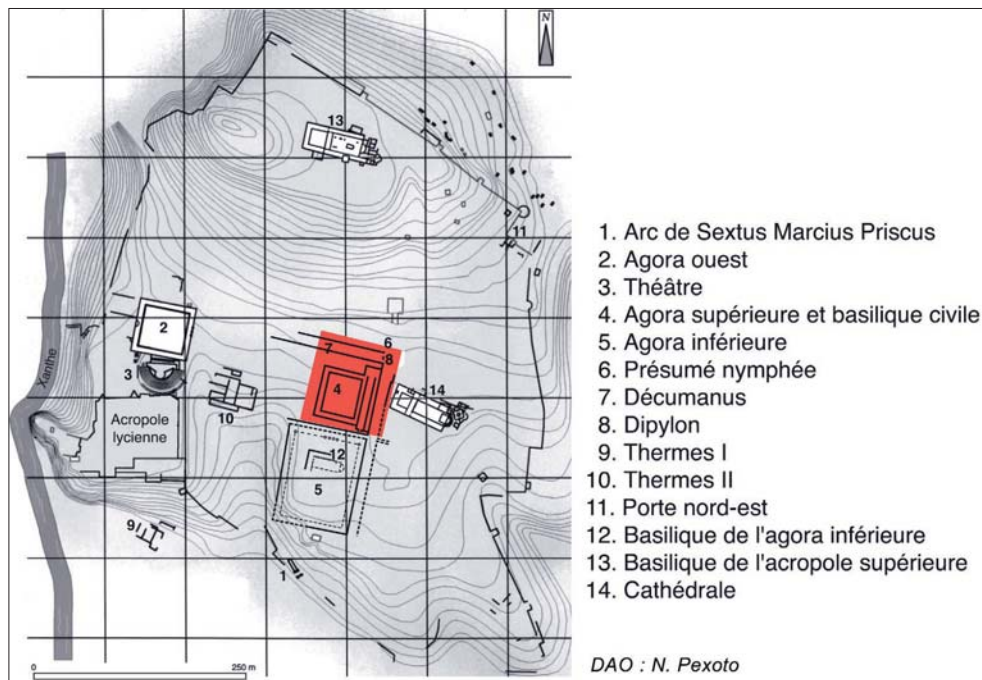 N
13
11
2
3
Xanthe
Acropole
lycienne
10
7
6
8
4
14
12
5
9
1
0
250 m
1. Arc de Sextus Marcius Priscus
2. Agora ouest
3. Théâtre
4. Agora supérieure et basilique civile
5. Agora inférieure
6. Présumé nymphée
7. Décumanus
8. Dipylon
9. Thermes I
10. Thermes II
11. Porte nord-est
12. Basilique de l'agora inférieure
13. Basilique de l'acropole supérieure
14. Cathédrale
DAO : N. Pexoto